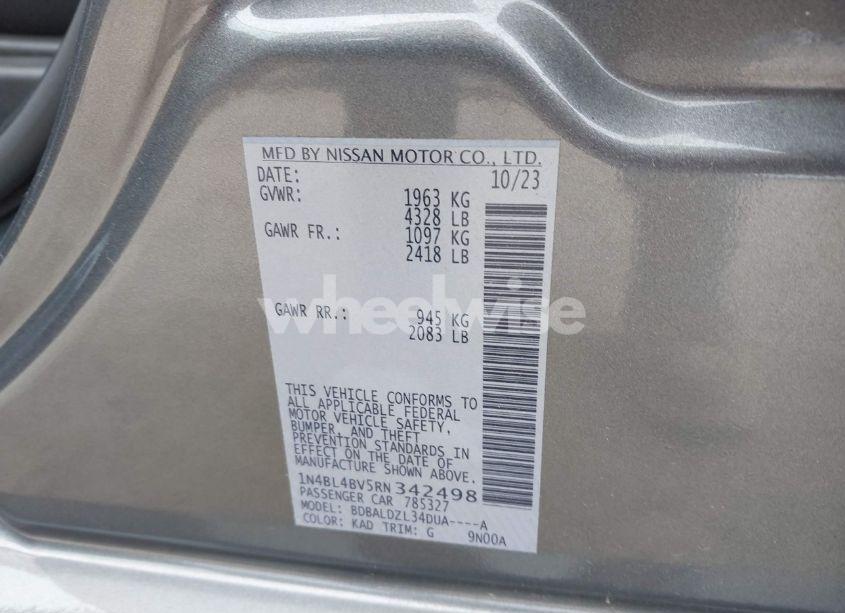 MFD BY NISSAN MOTOR CO., LTD.
DATE: 10/23
GVWR: 1963 KG
4328 LB
GAWR FR.: 1097 KG
2418 LB
wheelwise
GAWR RR.: 945 KG
2083 LB
THIS VEHICLE CONFORMS TO
ALL APPLICABLE FEDERAL
MOTOR VEHICLE SAFETY,
BUMPER, AND THEFT
PREVENTION STANDARDS IN
EFFECT ON THE DATE OF
MANUFACTURE SHOWN ABOVE.
1N4BL4BV5RN342498
PASSENGER CAR 785327
MODEL: BDBALDZL34DUA----A
COLOR: KAD TRIM: G 9N00A